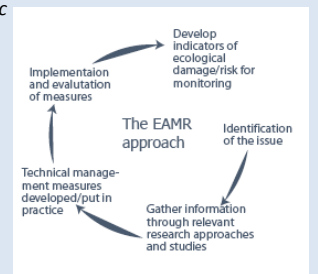 c
Develop
indicators of
ecological
damage/risk for
monitoring
Implementaion
and evalutation
of measures
The EAMR
approach
Identification
of the issue
Technical manage-
ment measures
developed/put in
practice
Gather information
through relevant
research approaches
and studies